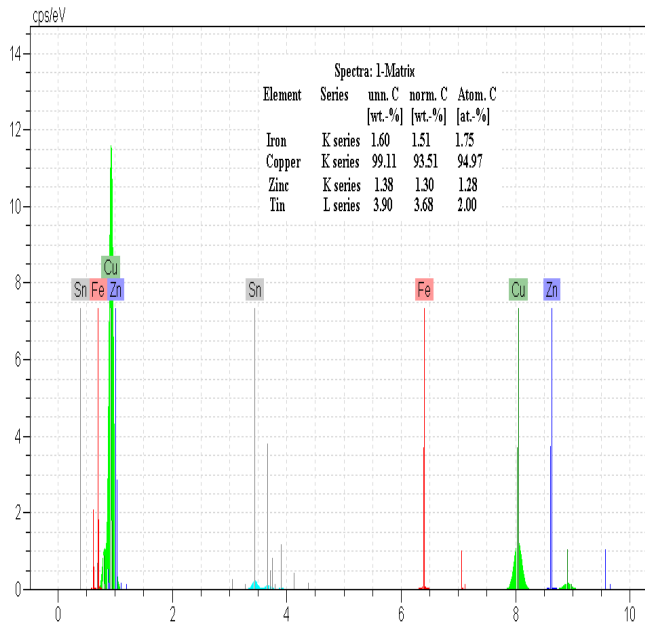 cps/eV
14
Spectra: 1-Matrix
Element Series unn. C norm. C Atom. C
[wt.-%] [wt.-%] [at.-%]
Iron K series 1.60 1.51 1.75
Copper K series 99.11 93.51 94.97
Zinc K series 1.38 1.30 1.28
Tin L series 3.90 3.68 2.00
12
10
8
Cu
Sn Fe Zn Sn Fe Cu Zn
6
4
2
0
0 2 4 6 8 10